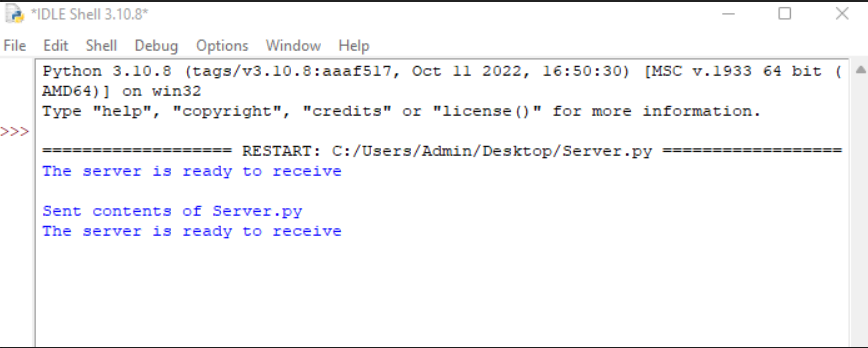 *IDLE Shell 3.10.8*
File Edit Shell Debug Options Window Help
Python 3.10.8 (tags/v3.10.8:aaaf517, Oct 11 2022, 16:50:30) [MSC v.1933 64 bit (
AMD64)] on win32
Type "help", "copyright", "credits" or "license()" for more information.
>>>
=================== RESTART: C:/Users/Admin/Desktop/Server.py ==================
The server is ready to receive
Sent contents of Server.py
The server is ready to receive